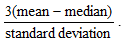 3(mean − median)
standard deviation .